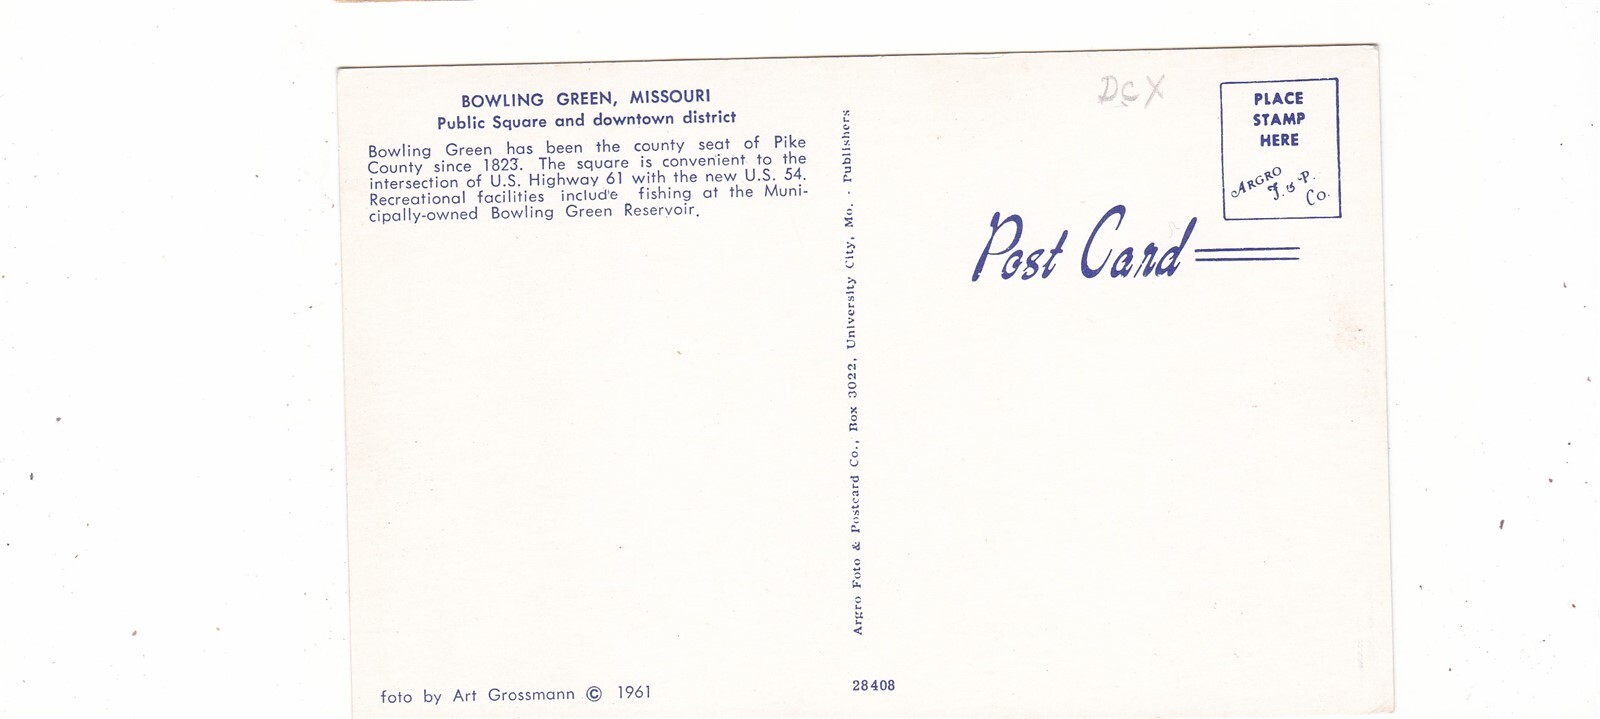 BOWLING GREEN, MISSOURI
Public Square and downtown district
Bowling Green has been the county seat of Pike
County since 1823. The square is convenient to the
intersection of U.S. Highway 61 with the new U.S. 54.
Recreational facilities include fishing at the Muni-
cipally-owned Bowling Green Reservoir.
foto by Art Grossmann © 1961
Argro Foto & Postcard Co., Box 3022, University City, Mo. · Publishers
28408
DCX
PLACE
STAMP
HERE
ARGRO
F. & P.
Co.
Post Card